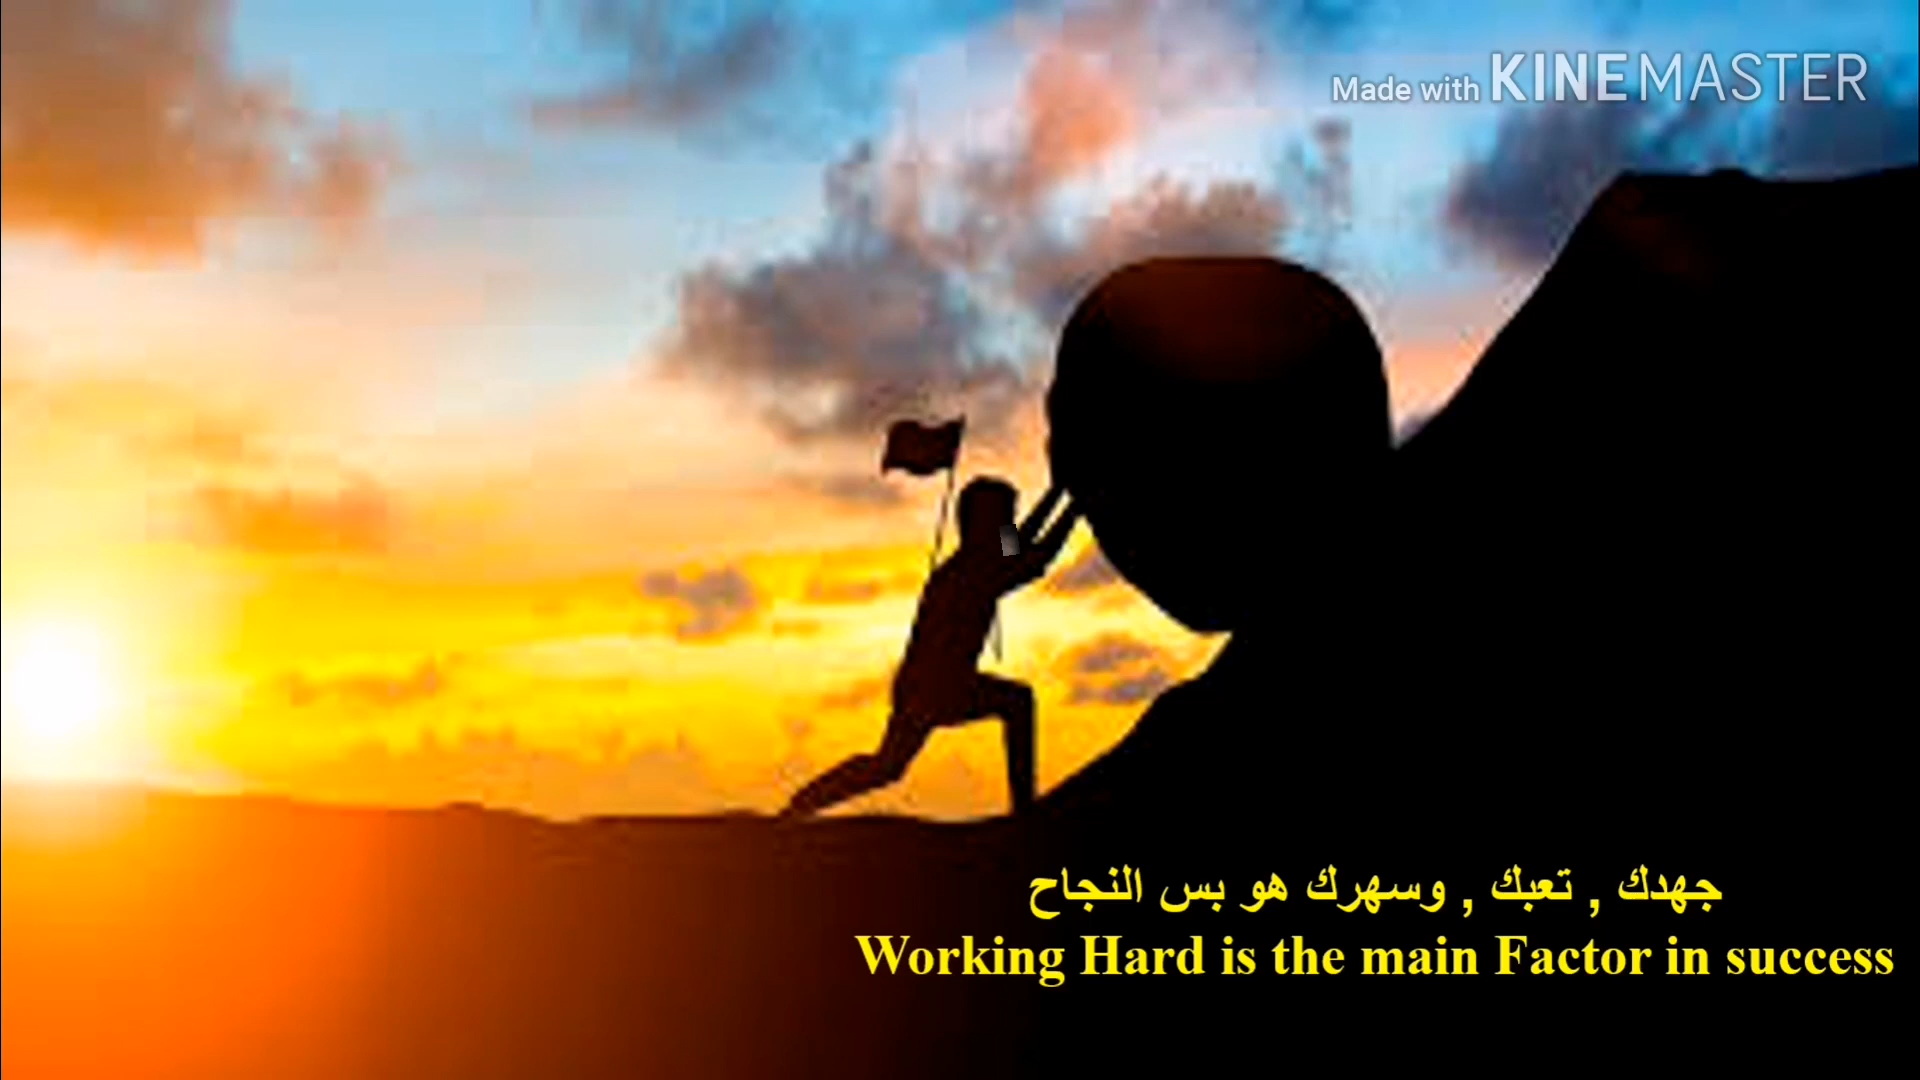 Made with KINEMASTER
جهدك , تعبك , وسهرك هو بس النجاح
Working Hard is the main Factor in success